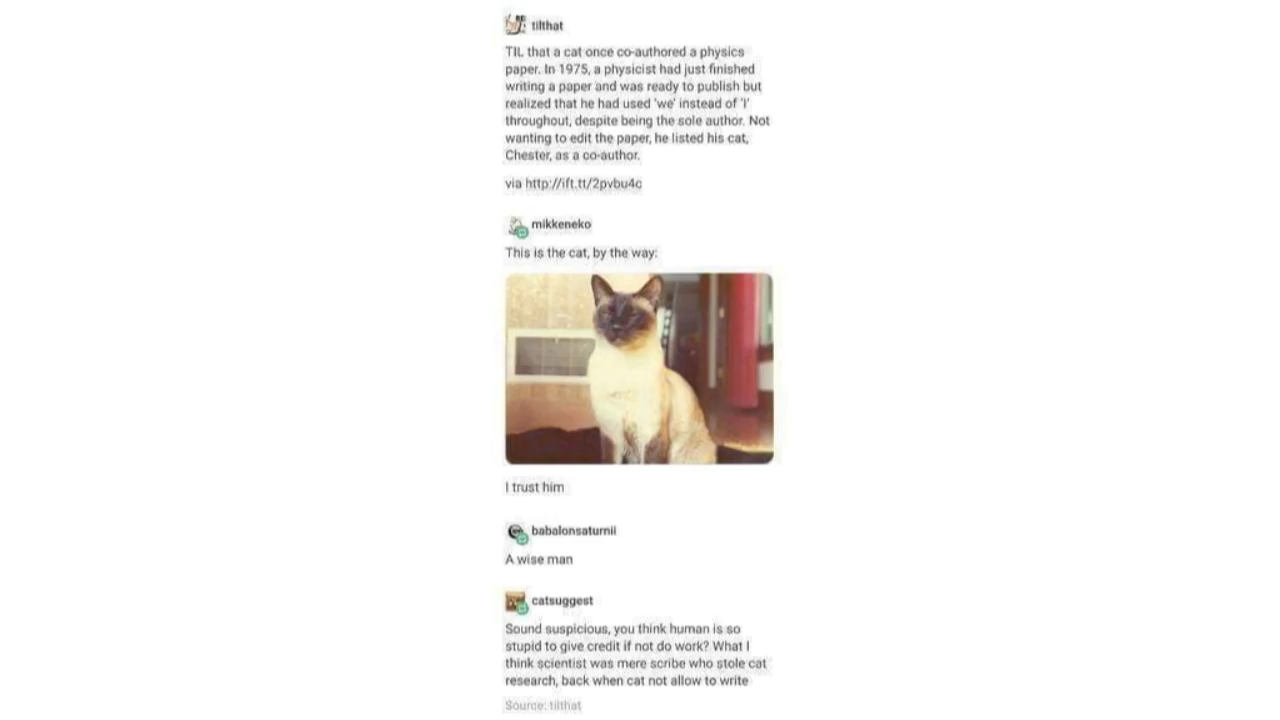 tilthat
TIL that a cat once co-authored a physics
paper. In 1975, a physicist had just finished
writing a paper and was ready to publish but
realized that he had used 'we' instead of 'I'
throughout, despite being the sole author. Not
wanting to edit the paper, he listed his cat,
Chester, as a co-author.
via http://ift.tt/2pvbu4c
mikkeneko
This is the cat, by the way:
I trust him
babalonsaturnii
A wise man
catsuggest
Sound suspicious, you think human is so
stupid to give credit if not do work? What I
think scientist was mere scribe who stole cat
research, back when cat not allow to write
Source: tilthat